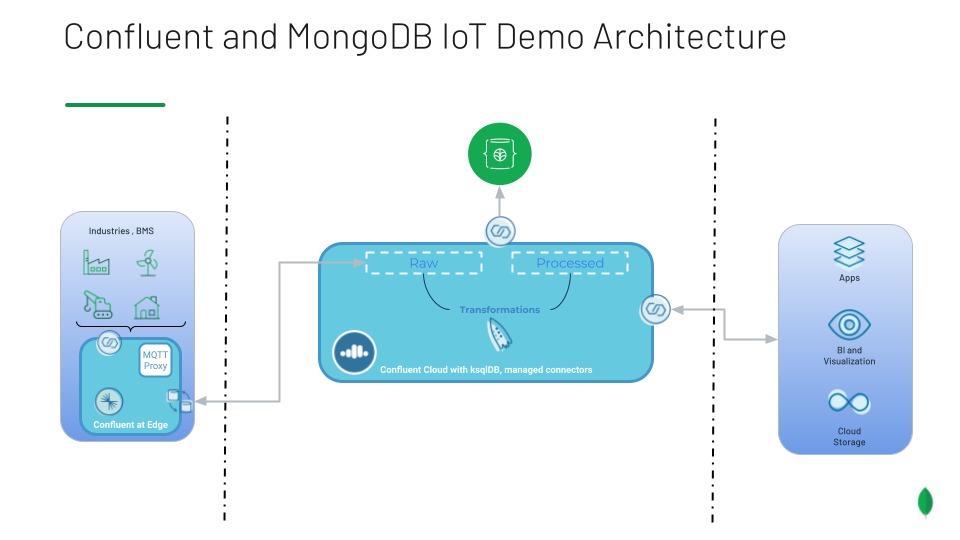 Confluent and MongoDB IoT Demo Architecture
Industries , BMS
MQTT
Proxy
Confluent at Edge
Raw
Processed
Transformations
Confluent Cloud with ksqlDB, managed connectors
Apps
BI and
Visualization
Cloud
Storage